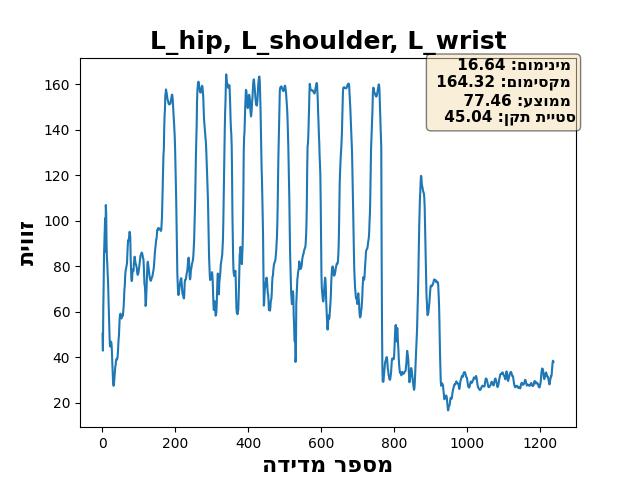 L_hip, L_shoulder, L_wrist
מינימום: 16.64
מקסימום: 164.32
ממוצע: 77.46
סטיית תקן: 45.04
160
140
120
100
80
60
40
20
זווית
0 200 400 600 800 1000 1200
מספר מדידה